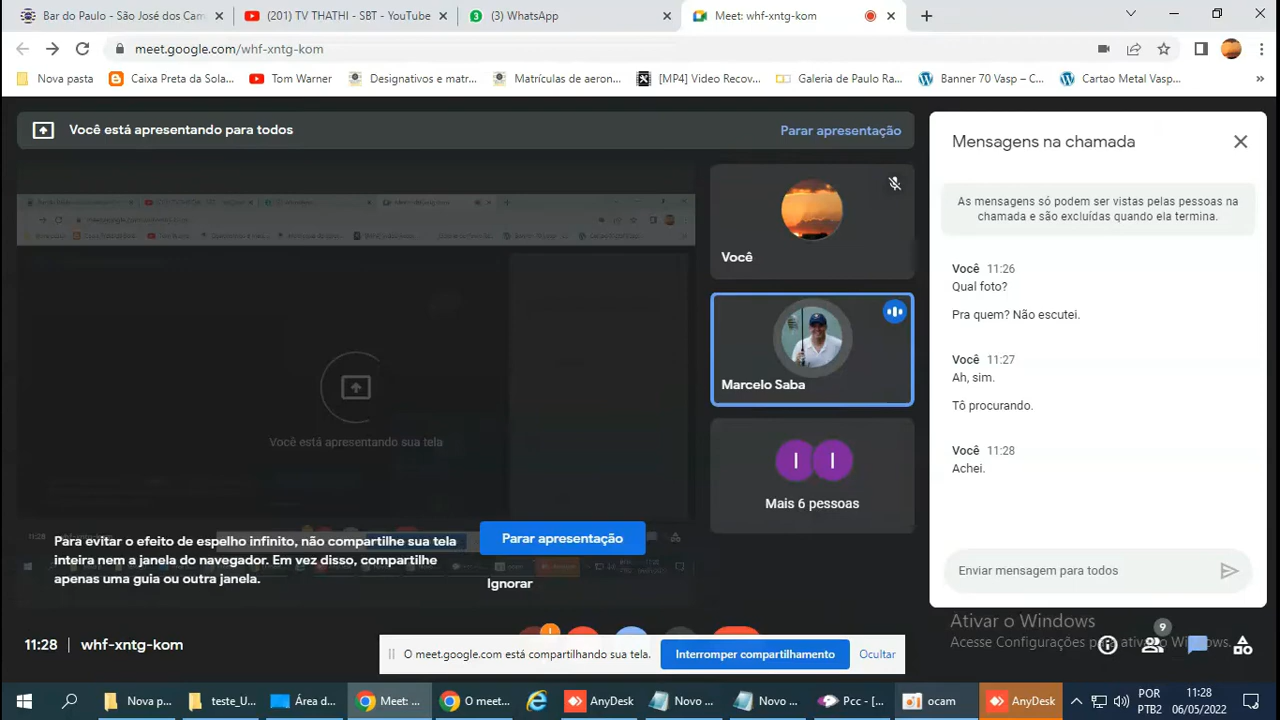 Bar do Paulo - São José dos Cam
(201) TV THATHI - SBT - YouTube
(3) WhatsApp
Meet: whf-xntg-kom
meet.google.com/whf-xntg-kom
Nova pasta
Caixa Preta da Sola...
Tom Warner
Designativos e matr...
Matrículas de aeron...
[MP4] Video Recov...
Galeria de Paulo Ra...
Banner 70 Vasp – C...
Cartao Metal Vasp...
»
Você está apresentando para todos
Parar apresentação
Mensagens na chamada
As mensagens só podem ser vistas pelas pessoas na
chamada e são excluídas quando ela termina.
Você
Marcelo Saba
I I
Mais 6 pessoas
Você 11:26
Qual foto?
Pra quem? Não escutei.
Você 11:27
Ah, sim.
Tô procurando.
Você 11:28
Achei.
Você está apresentando sua tela
Para evitar o efeito de espelho infinito, não compartilhe sua tela
inteira nem a janela do navegador. Em vez disso, compartilhe
apenas uma guia ou outra janela.
Parar apresentação
Ignorar
Enviar mensagem para todos
Ativar o Windows
Acesse Configurações para ativar o Windows.
9
11:28 | whf-xntg-kom
O meet.google.com está compartilhando sua tela.
Interromper compartilhamento
Ocultar
Nova p...
teste_U...
Área d...
Meet: ...
O meet...
AnyDesk
Novo ...
Novo ...
Pcc - [...
ocam
AnyDesk
POR
PTB2
11:28
06/05/2022